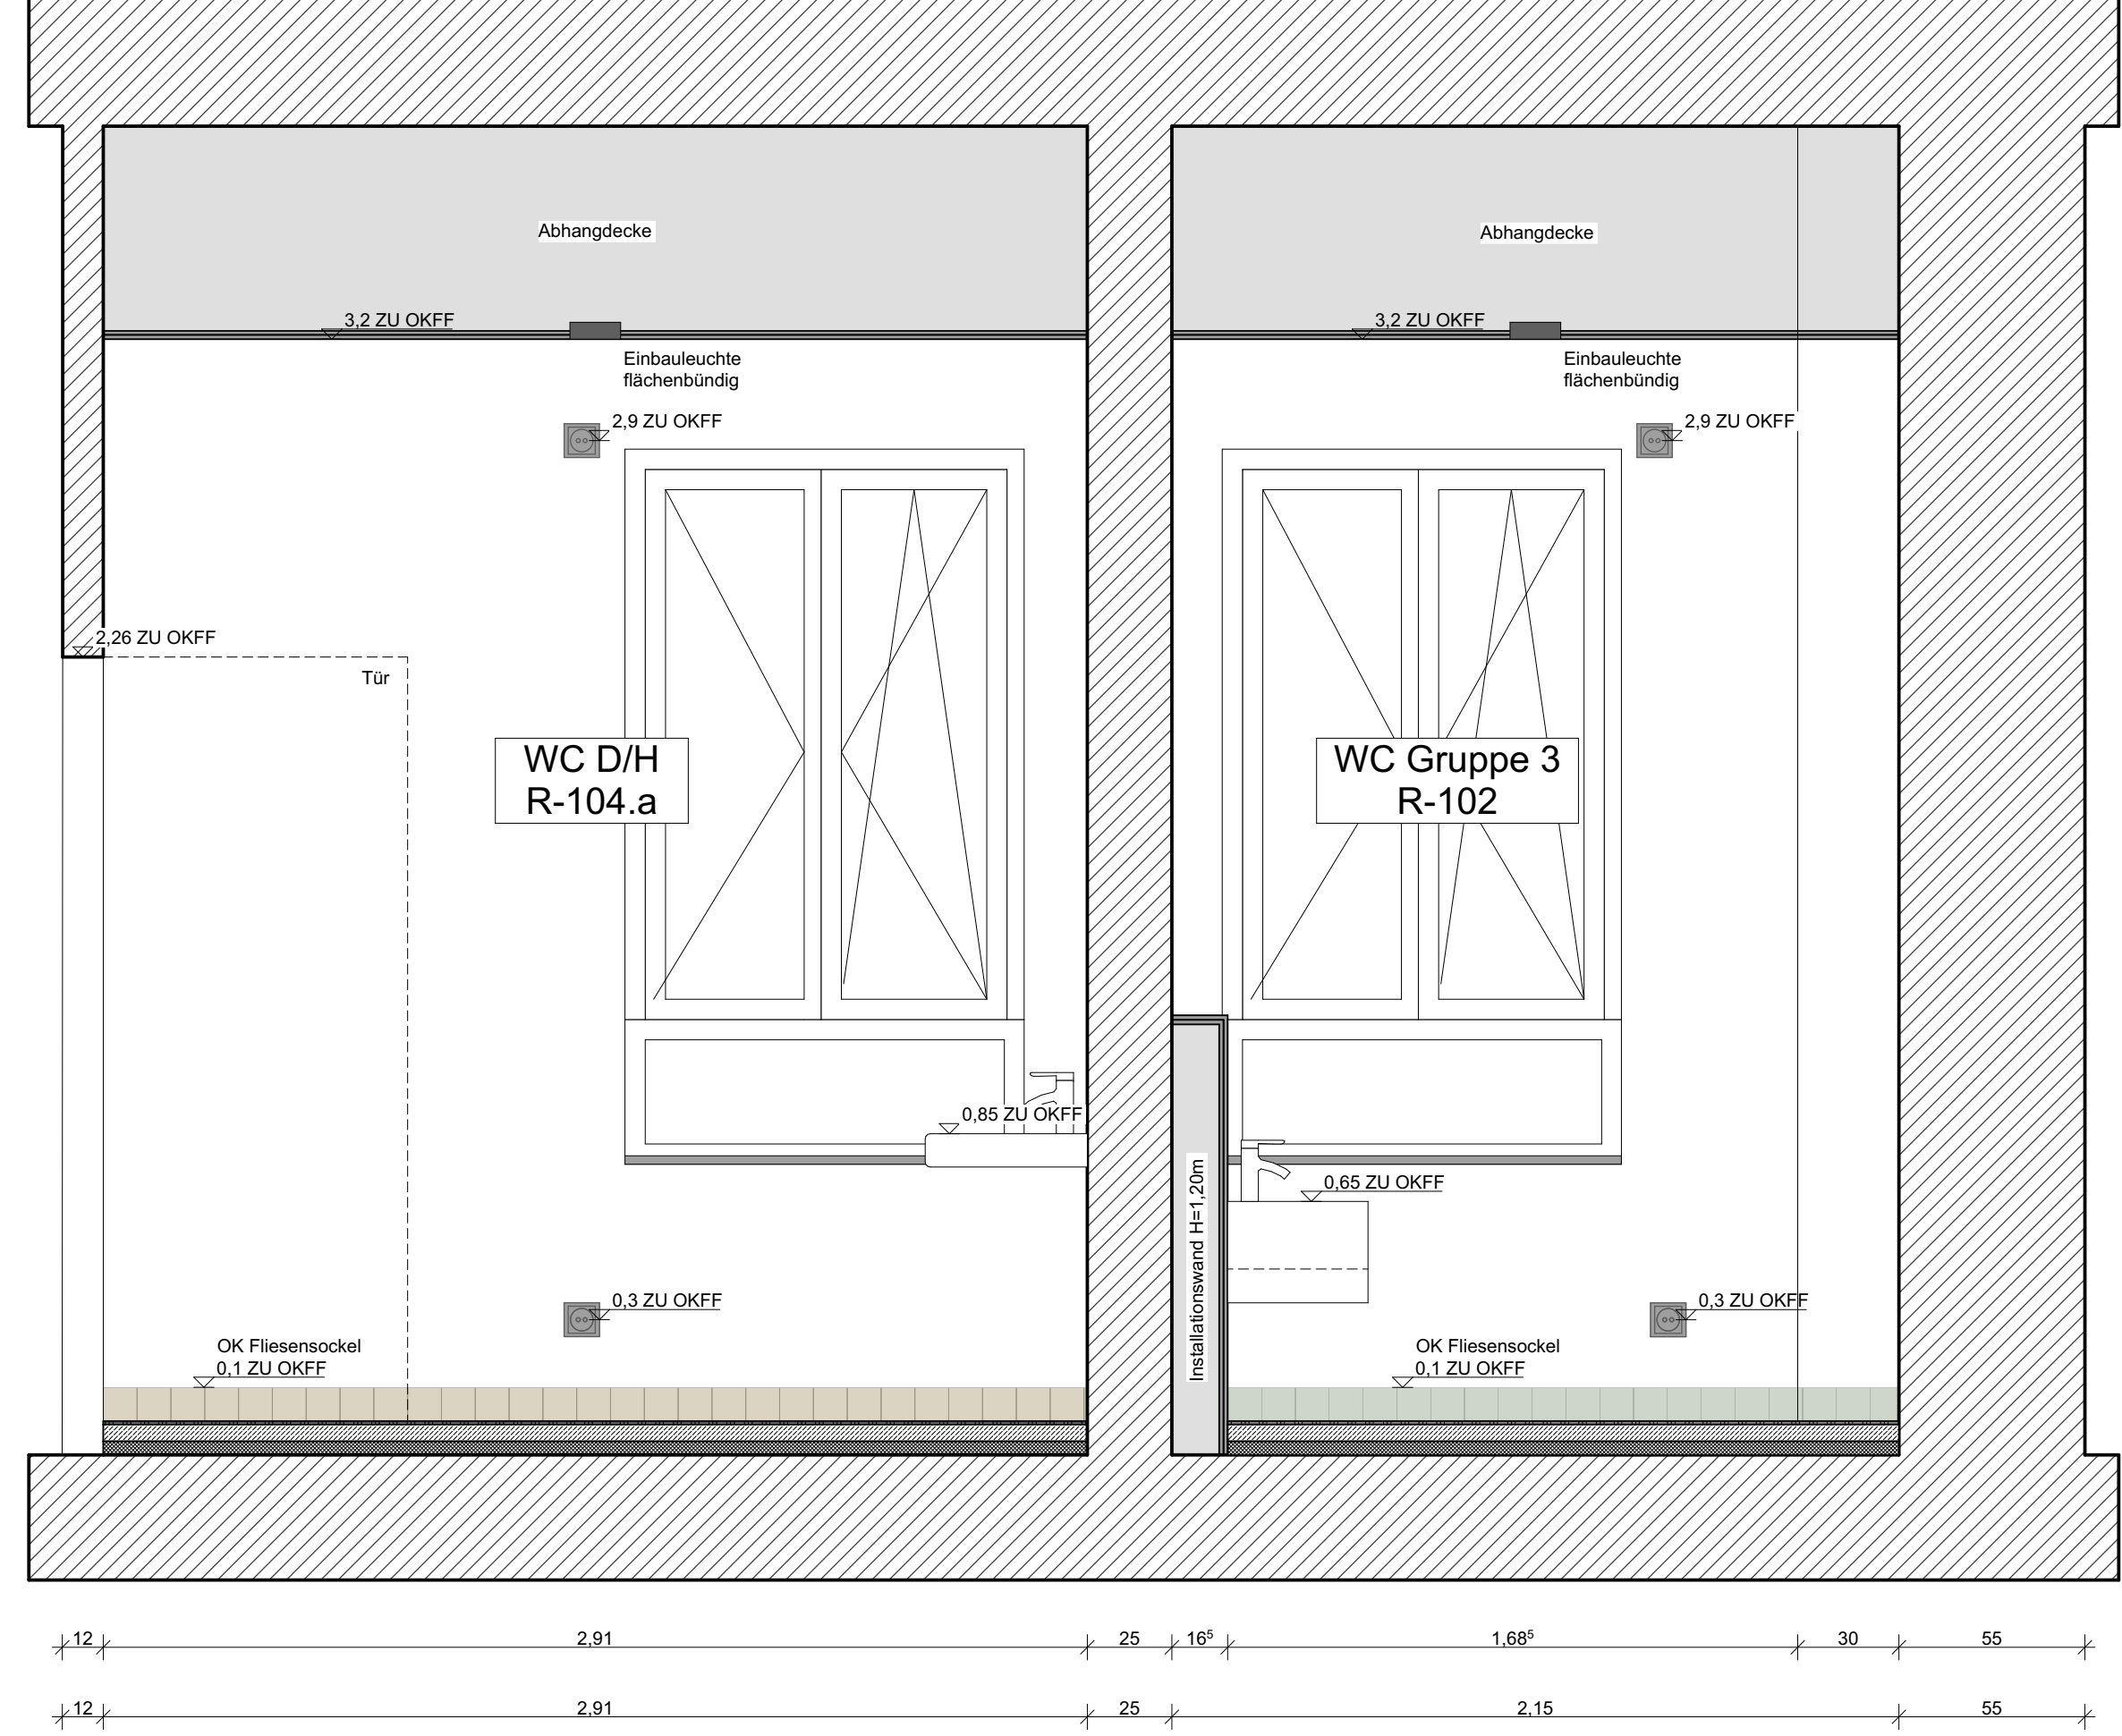 Abhangdecke
Abhangdecke
3,2 ZU OKFF
3,2 ZU OKFF
Einbauleuchte
flächenbündig
Einbauleuchte
flächenbündig
2,9 ZU OKFF
2,9 ZU OKFF
2,26 ZU OKFF
Tür
WC D/H
R-104.a
WC Gruppe 3
R-102
0,85 ZU OKFF
0,65 ZU OKFF
Installationswand H=1,20m
0,3 ZU OKFF
0,3 ZU OKFF
OK Fliesensockel
0,1 ZU OKFF
OK Fliesensockel
0,1 ZU OKFF
12 2,91 25 16⁵ 1,68⁵ 30 55
12 2,91 25 2,15 55